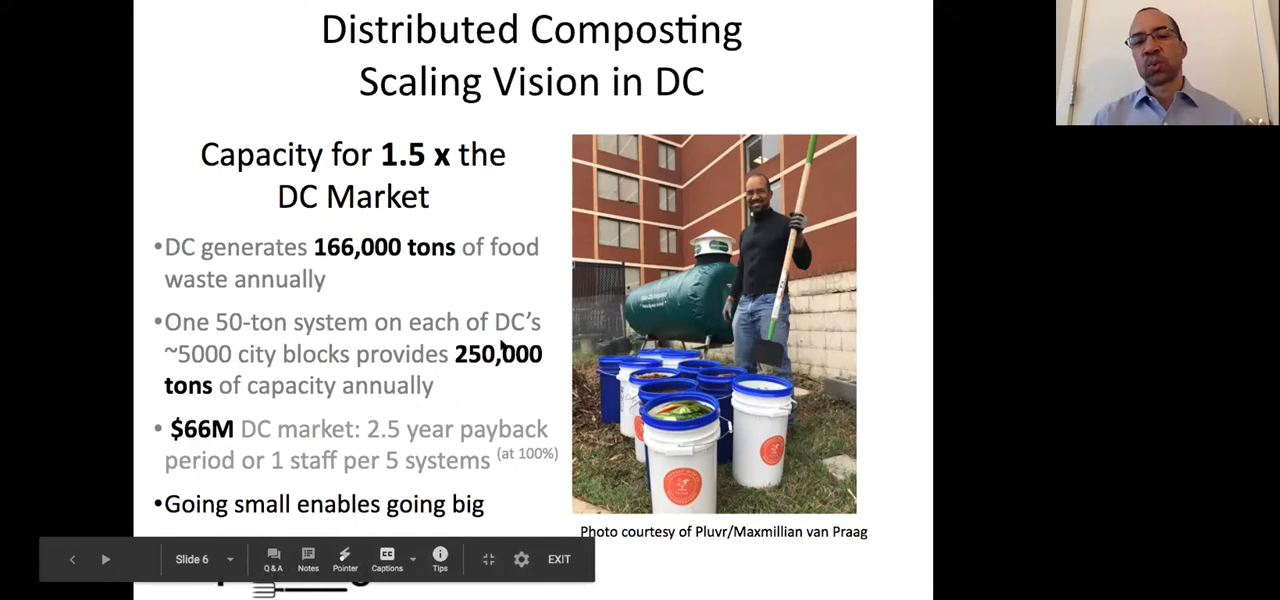 Distributed Composting
Scaling Vision in DC
Capacity for 1.5 x the
DC Market
•DC generates 166,000 tons of food
waste annually
•One 50-ton system on each of DC's
~5000 city blocks provides 250,000
tons of capacity annually
• $66M DC market: 2.5 year payback
period or 1 staff per 5 systems (at 100%)
•Going small enables going big
Photo courtesy of Pluvr/Maxmillian van Praag
Slide 6
Q&A
Notes
Pointer
CC
Captions
Tips
EXIT